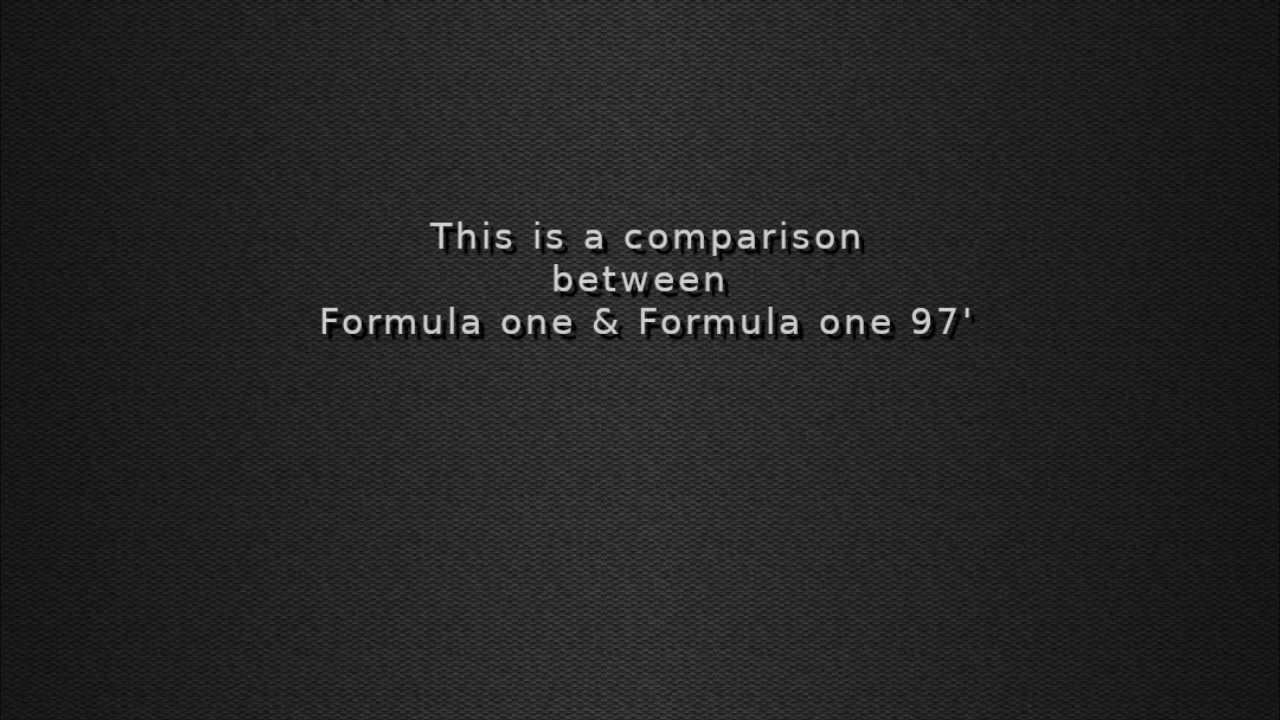 This is a comparison
between
Formula one & Formula one 97'